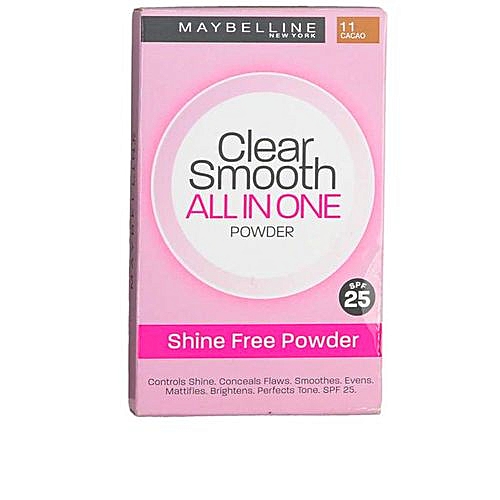 MAYBELLINE
NEW YORK
11
CACAO
Clear
Smooth
ALL IN ONE
POWDER
SPF
25
Shine Free Powder
Controls Shine. Conceals Flaws. Smoothes. Evens.
Mattifies. Brightens. Perfects Tone. SPF 25.
MAYBELLINE